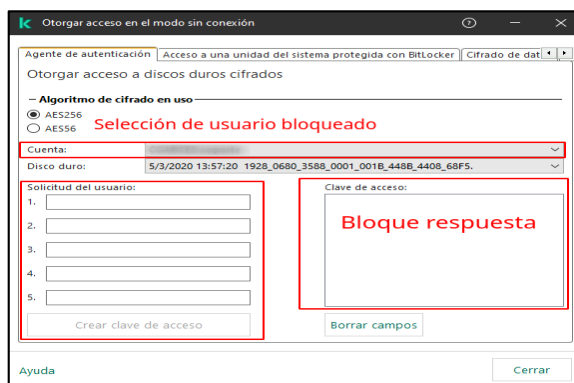 Otorgar acceso en el modo sin conexión
Agente de autenticación Acceso a una unidad del sistema protegida con BitLocker Cifrado de dat
Otorgar acceso a discos duros cifrados
Algoritmo de cifrado en uso
AES256
AES56
Selección de usuario bloqueado
Cuenta:
Disco duro: 5/3/2020 13:57:20 1928_0680_3588_0001_001B_448B_4408_68F5.
Solicitud del usuario: Clave de acceso:
1.
Bloque respuesta
2.
3.
4.
5.
Crear clave de acceso Borrar campos
Ayuda Cerrar